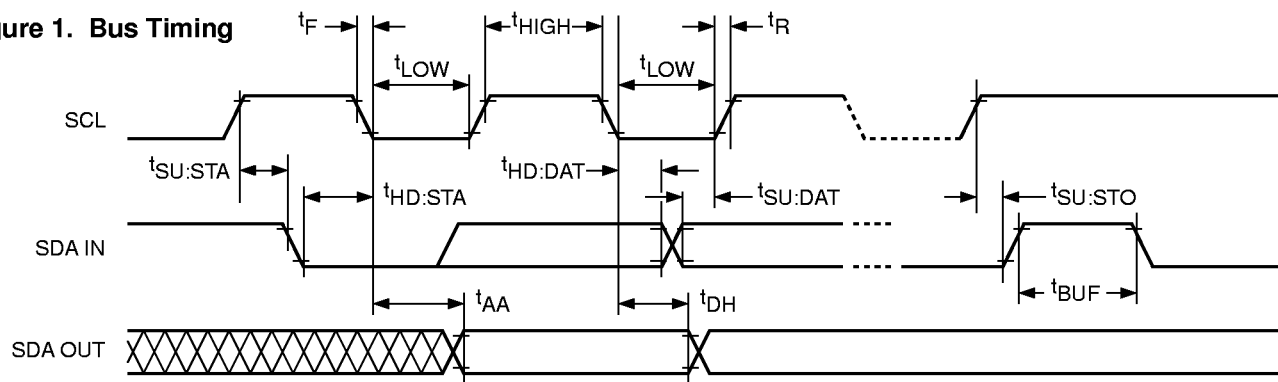 gure 1. Bus Timing
tF
tHIGH
tR
tLOW
tLOW
SCL
tSU:STA
tHD:STA
tHD:DAT
tSU:DAT
tSU:STO
SDA IN
tBUF
tAA
tDH
SDA OUT